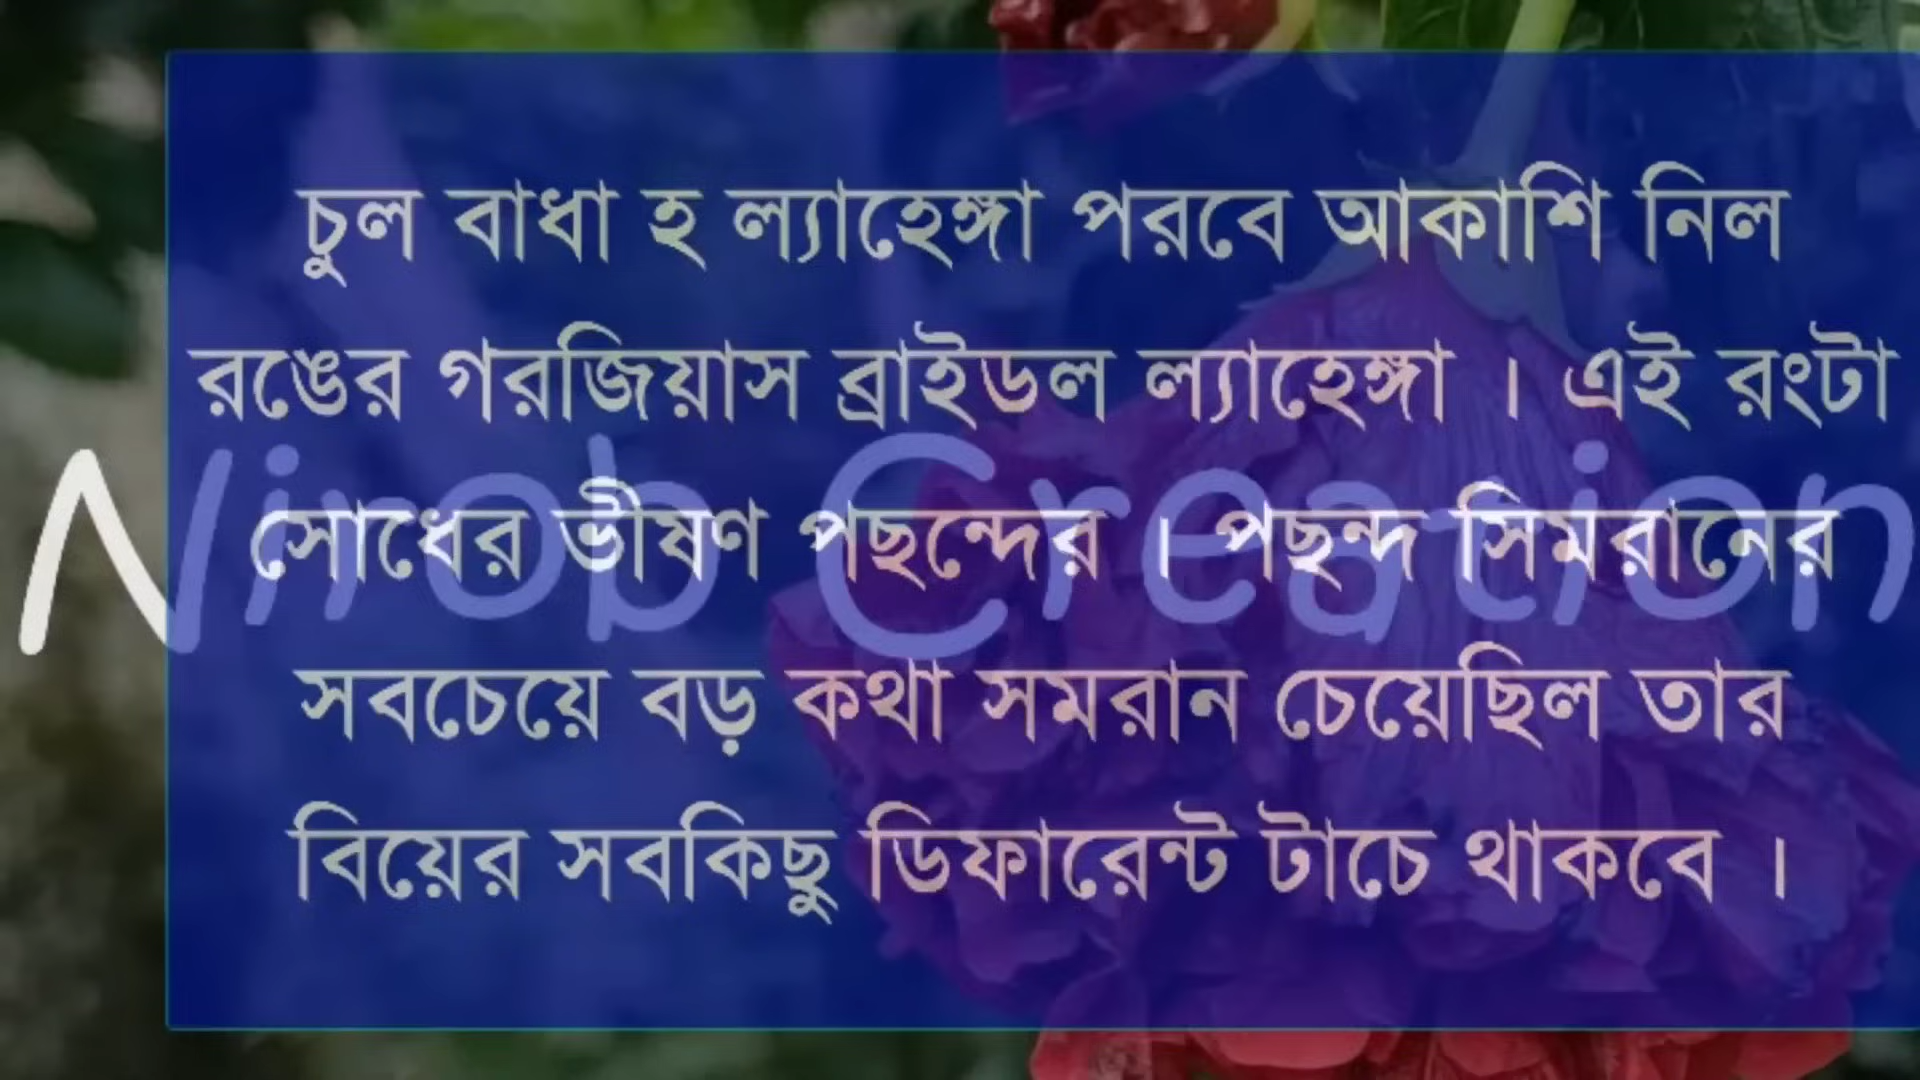 চুল বাধা হ ল্যাহেঙ্গা পরবে আকাশি নিল
রঙের গরজিয়াস ব্রাইডল ল্যাহেঙ্গা । এই রংটা
Nirob Creation
সোধের ভীষণ পছন্দের । পছন্দ সিমরানের
সবচেয়ে বড় কথা সমরান চেয়েছিল তার
বিয়ের সবকিছু ডিফারেন্ট টাচে থাকবে ।